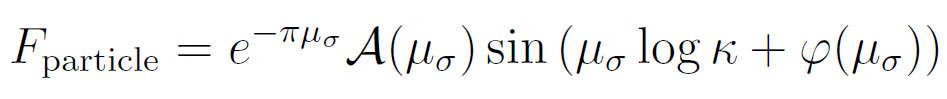 F_particle = e^{-πμ_σ} 𝒜(μ_σ) sin (μ_σ log κ + φ(μ_σ))